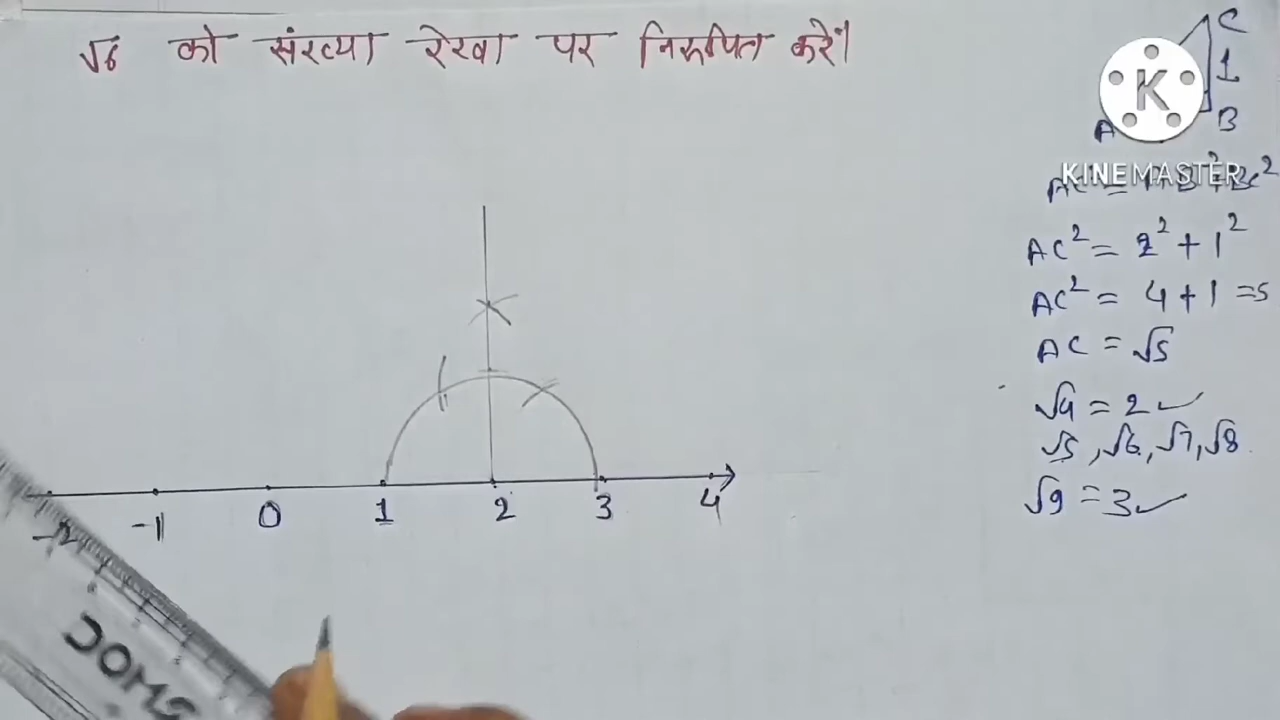 √6 को संख्या रेखा पर निरूपित करें।
C
1
A B
K
KINEMASTER
AC² = 2² + 1²
AC² = 4 + 1 = 5
AC = √5
√4 = 2 ✓
√5, √6, √7, √8
√9 = 3 ✓
-1 0 1 2 3 4
DOMS